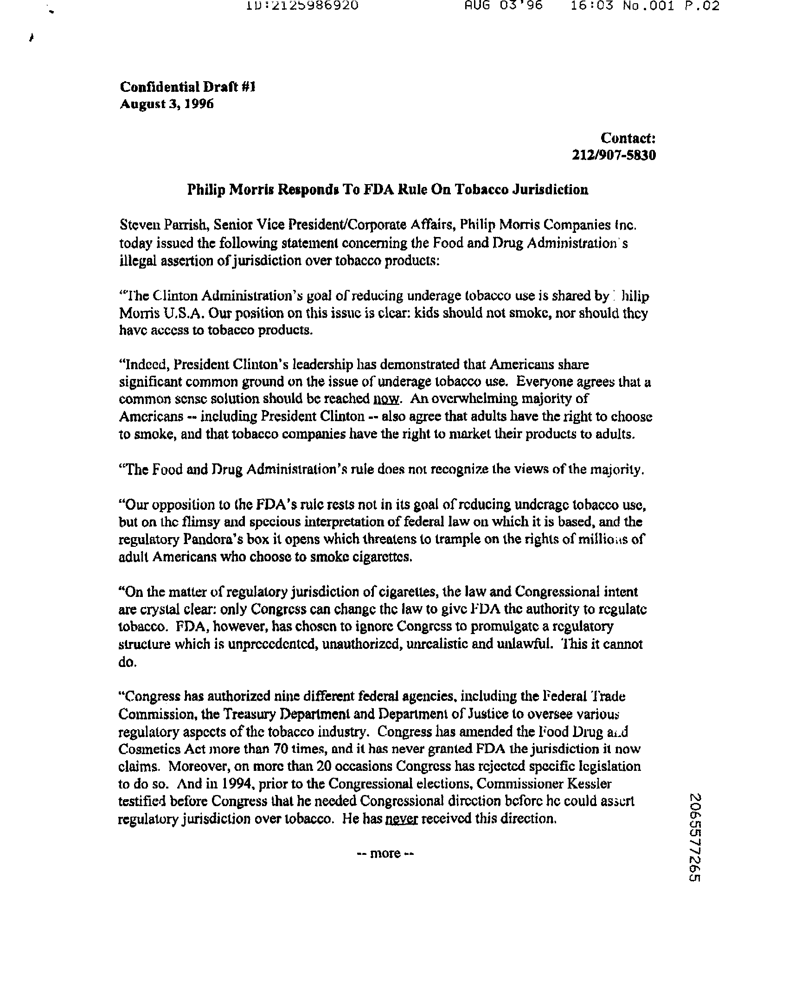 ID:2125986920 AUG 03'96 16:03 No.001 P.02
Confidential Draft #1
August 3, 1996
Contact:
212/907-5830
Philip Morris Responds To FDA Rule On Tobacco Jurisdiction
Steven Parrish, Senior Vice President/Corporate Affairs, Philip Morris Companies Inc.
today issued the following statement concerning the Food and Drug Administration's
illegal assertion of jurisdiction over tobacco products:
"The Clinton Administration's goal of reducing underage tobacco use is shared by hilip
Morris U.S.A. Our position on this issue is clear: kids should not smoke, nor should they
have access to tobacco products.
"Indeed, President Clinton's leadership has demonstrated that Americans share
significant common ground on the issue of underage tobacco use. Everyone agrees that a
common sense solution should be reached now. An overwhelming majority of
Americans -- including President Clinton -- also agree that adults have the right to choose
to smoke, and that tobacco companies have the right to market their products to adults.
"The Food and Drug Administration's rule does not recognize the views of the majority.
"Our opposition to the FDA's rule rests not in its goal of reducing underage tobacco use,
but on the flimsy and specious interpretation of federal law on which it is based, and the
regulatory Pandora's box it opens which threatens to trample on the rights of millions of
adult Americans who choose to smoke cigarettes.
"On the matter of regulatory jurisdiction of cigarettes, the law and Congressional intent
are crystal clear: only Congress can change the law to give FDA the authority to regulate
tobacco. FDA, however, has chosen to ignore Congress to promulgate a regulatory
structure which is unprecedented, unauthorized, unrealistic and unlawful. This it cannot
do.
"Congress has authorized nine different federal agencies, including the Federal Trade
Commission, the Treasury Department and Department of Justice to oversee various
regulatory aspects of the tobacco industry. Congress has amended the Food Drug and
Cosmetics Act more than 70 times, and it has never granted FDA the jurisdiction it now
claims. Moreover, on more than 20 occasions Congress has rejected specific legislation
to do so. And in 1994, prior to the Congressional elections, Commissioner Kessler
testified before Congress that he needed Congressional direction before he could assert
regulatory jurisdiction over tobacco. He has never received this direction.
-- more --
2065577265